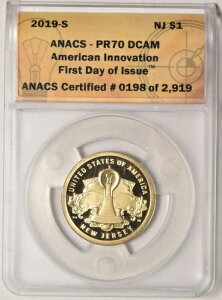 2019-S NJ $1
ANACS - PR70 DCAM
American Innovation
First Day of Issue™
ANACS Certified # 0198 of 2,919
UNITED STATES OF AMERICA
NEW JERSEY